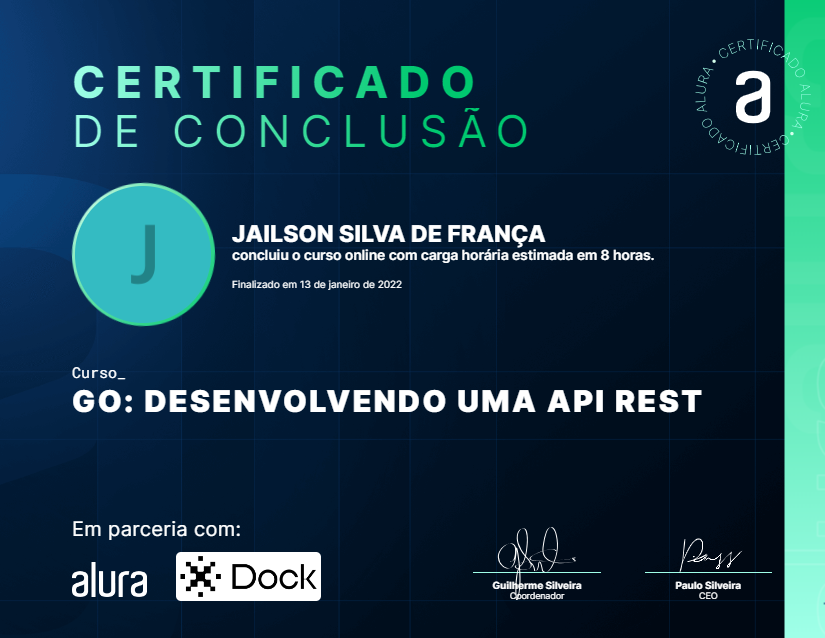 CERTIFICADO
DE CONCLUSÃO
CERTIFICADO ALURA • CERTIFICADO ALURA •
a
J
JAILSON SILVA DE FRANÇA
concluiu o curso online com carga horária estimada em 8 horas.
Finalizado em 13 de janeiro de 2022
Curso_
GO: DESENVOLVENDO UMA API REST
Em parceria com:
alura
Dock
Guilherme Silveira
Coordenador
Paulo Silveira
CEO